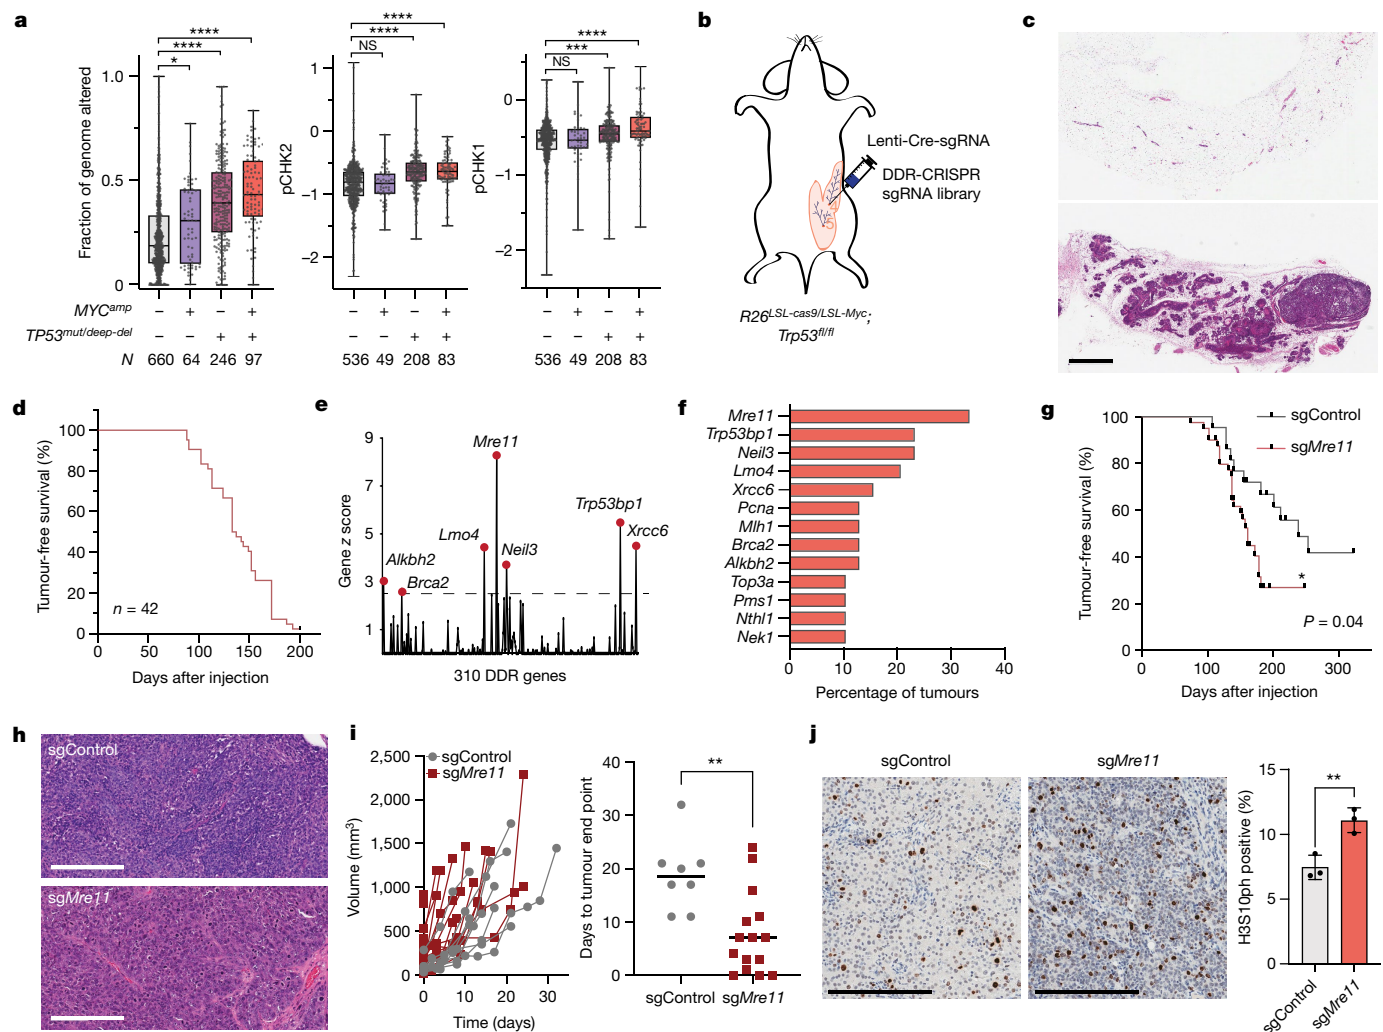 a
Fraction of genome altered
1.0
0.5
0
****
****
*
pCHK2
1
0
−1
−2
****
****
NS
pCHK1
0
−1
−2
****
***
NS
MYCamp
− + − +
− + − +
− + − +
TP53mut/deep-del
− − + +
− − + +
− − + +
N
660 64 246 97
536 49 208 83
536 49 208 83
b
Lenti-Cre-sgRNA
DDR-CRISPR
sgRNA library
R26LSL-cas9/LSL-Myc;
Trp53fl/fl
c
d
Tumour-free survival (%)
100
80
60
40
20
0
n = 42
0 50 100 150 200
Days after injection
e
Gene z score
9
7
5
3
1
Mre11
Trp53bp1
Xrcc6
Lmo4
Neil3
Alkbh2
Brca2
310 DDR genes
f
Mre11
Trp53bp1
Neil3
Lmo4
Xrcc6
Pcna
Mlh1
Brca2
Alkbh2
Top3a
Pms1
Nthl1
Nek1
0 10 20 30 40
Percentage of tumours
g
Tumour-free survival (%)
100
80
60
40
20
0
sgControl
sgMre11
*
P = 0.04
0 100 200 300
Days after injection
h
sgControl
sgMre11
i
sgControl
sgMre11
Volume (mm3)
2,500
2,000
1,500
1,000
500
0
0 10 20 30
Time (days)
Days to tumour end point
40
30
20
10
0
**
sgControl
sgMre11
j
sgControl
sgMre11
H3S10ph positive (%)
15
10
5
0
**
sgControl
sgMre11